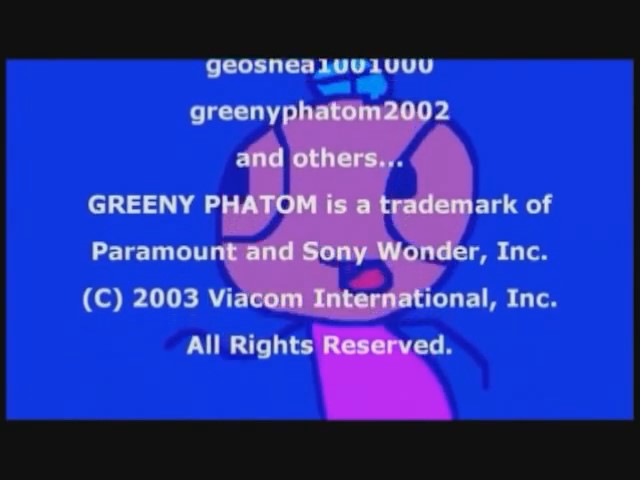 geoshea1001000
greenyphatom2002
and others...
GREENY PHATOM is a trademark of
Paramount and Sony Wonder, Inc.
(C) 2003 Viacom International, Inc.
All Rights Reserved.